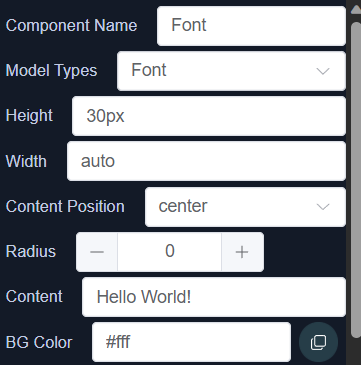 Component Name Font
Model Types Font
Height 30px
Width auto
Content Position center
Radius 0
Content Hello World!
BG Color #fff